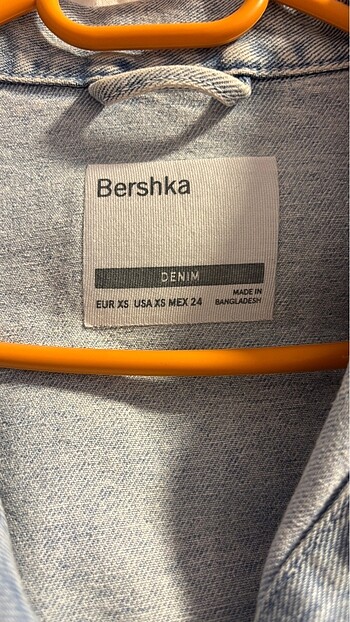 Bershka
DENIM
EUR XS USA XS MEX 24
MADE IN
BANGLADESH